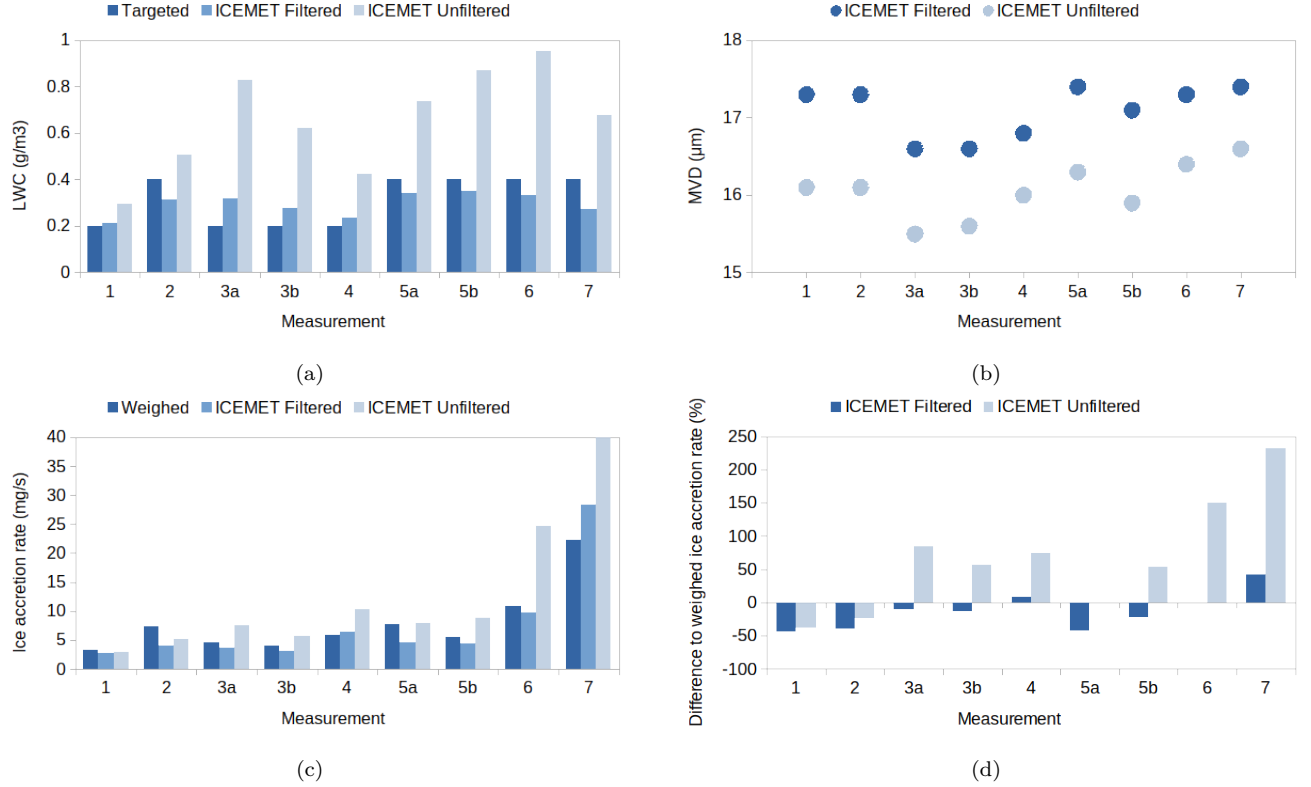 Targeted ICEMET Filtered ICEMET Unfiltered
1
0.8
0.6
0.4
0.2
0
LWC (g/m3)
1 2 3a 3b 4 5a 5b 6 7
Measurement
(a)
ICEMET Filtered ICEMET Unfiltered
18
17
16
15
MVD (µm)
1 2 3a 3b 4 5a 5b 6 7
Measurement
(b)
Weighed ICEMET Filtered ICEMET Unfiltered
40
35
30
25
20
15
10
5
0
Ice accretion rate (mg/s)
1 2 3a 3b 4 5a 5b 6 7
Measurement
(c)
ICEMET Filtered ICEMET Unfiltered
250
200
150
100
50
0
-50
-100
Difference to weighed ice accretion rate (%)
1 2 3a 3b 4 5a 5b 6 7
Measurement
(d)